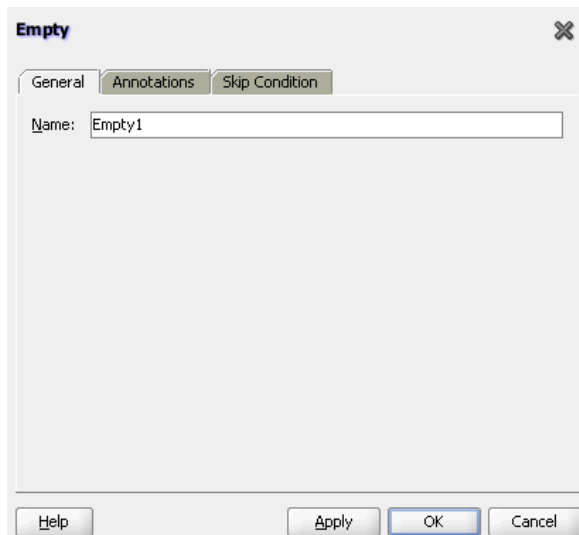 Empty
General Annotations Skip Condition
Name: Empty1
Help Apply OK Cancel